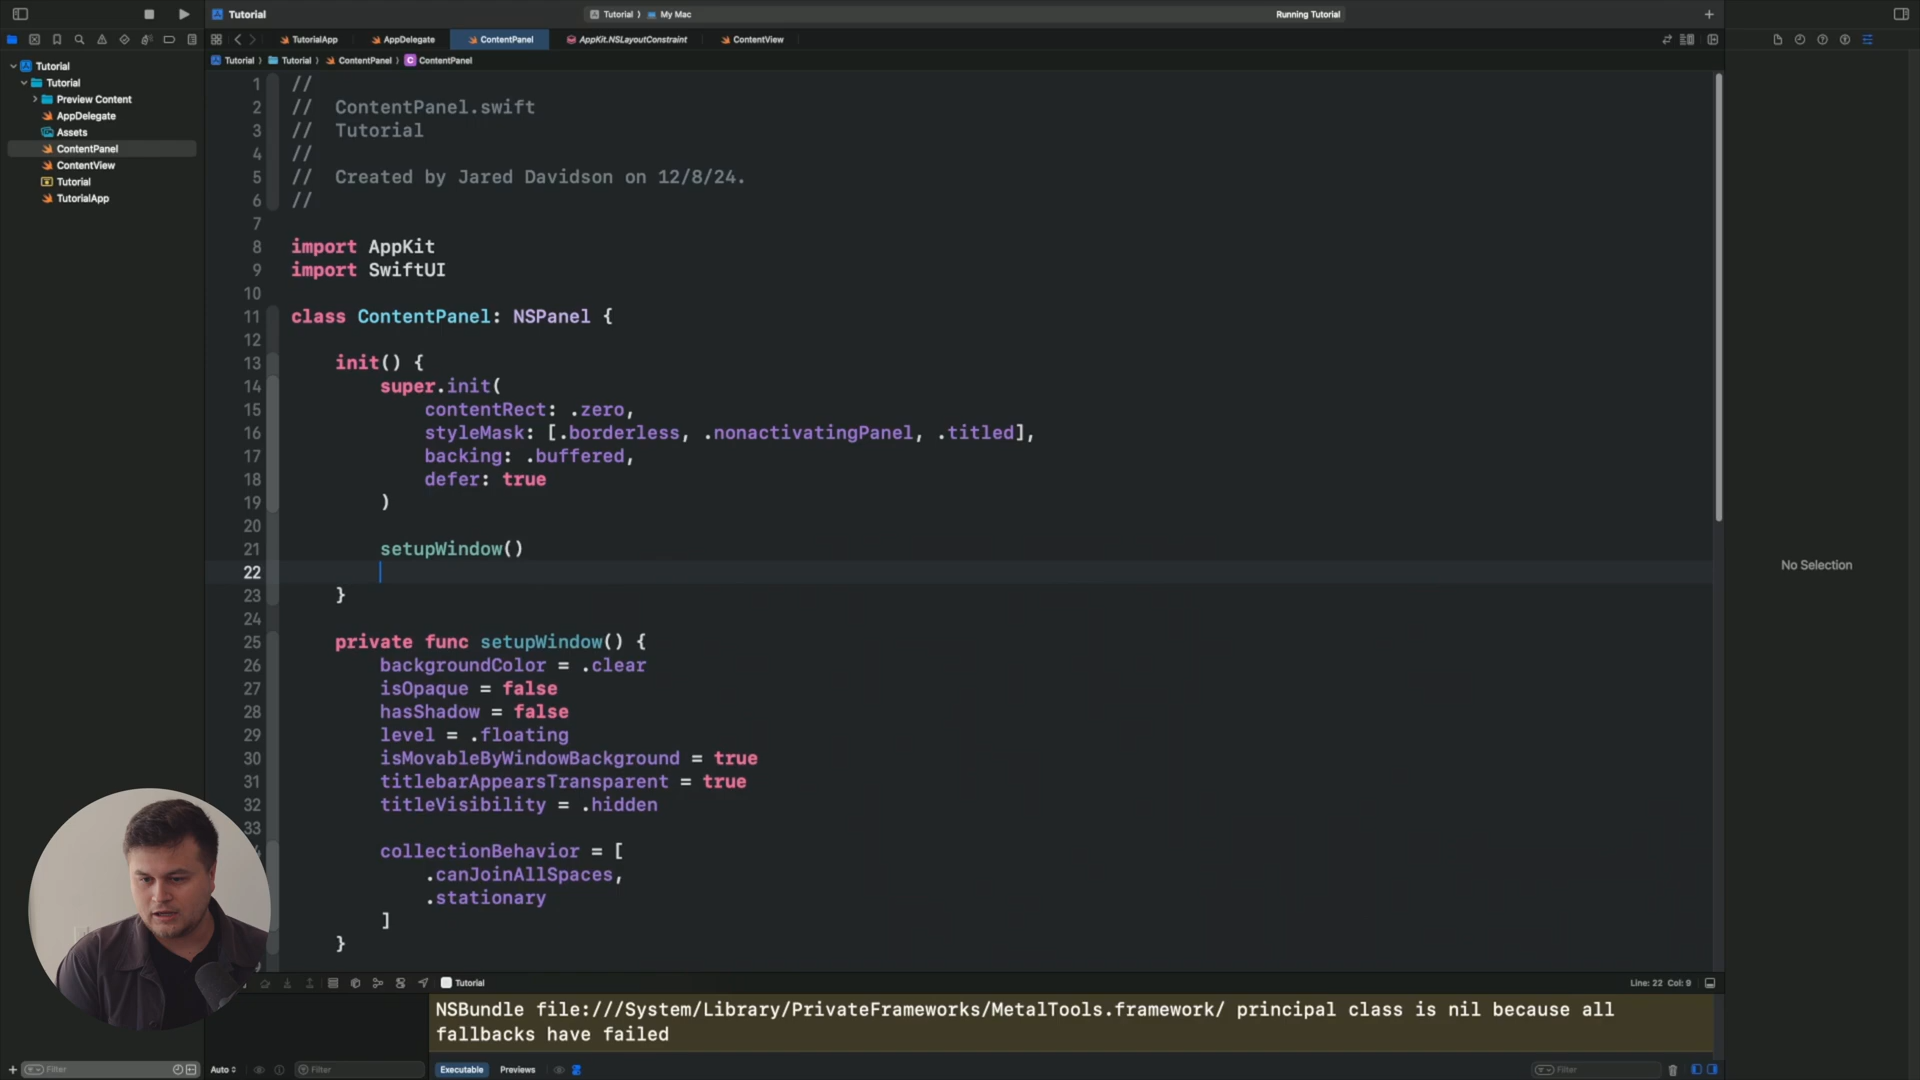 Tutorial
Tutorial 〉 My Mac
Running Tutorial
TutorialApp
AppDelegate
ContentPanel
AppKit.NSLayoutConstraint
ContentView
Tutorial 〉 Tutorial 〉 ContentPanel 〉 C ContentPanel
Tutorial
Tutorial
Preview Content
AppDelegate
Assets
ContentPanel
ContentView
Tutorial
TutorialApp
1 //
2 // ContentPanel.swift
3 // Tutorial
4 //
5 // Created by Jared Davidson on 12/8/24.
6 //
7
8 import AppKit
9 import SwiftUI
10
11 class ContentPanel: NSPanel {
12
13 init() {
14 super.init(
15 contentRect: .zero,
16 styleMask: [.borderless, .nonactivatingPanel, .titled],
17 backing: .buffered,
18 defer: true
19 )
20
21 setupWindow()
22
23 }
24
25 private func setupWindow() {
26 backgroundColor = .clear
27 isOpaque = false
28 hasShadow = false
29 level = .floating
30 isMovableByWindowBackground = true
31 titlebarAppearsTransparent = true
32 titleVisibility = .hidden
33
collectionBehavior = [
.canJoinAllSpaces,
.stationary
]
}
No Selection
Tutorial
Line: 22 Col: 9
NSBundle file:///System/Library/PrivateFrameworks/MetalTools.framework/ principal class is nil because all
fallbacks have failed
Filter
Auto
Filter
Executable
Previews
Filter